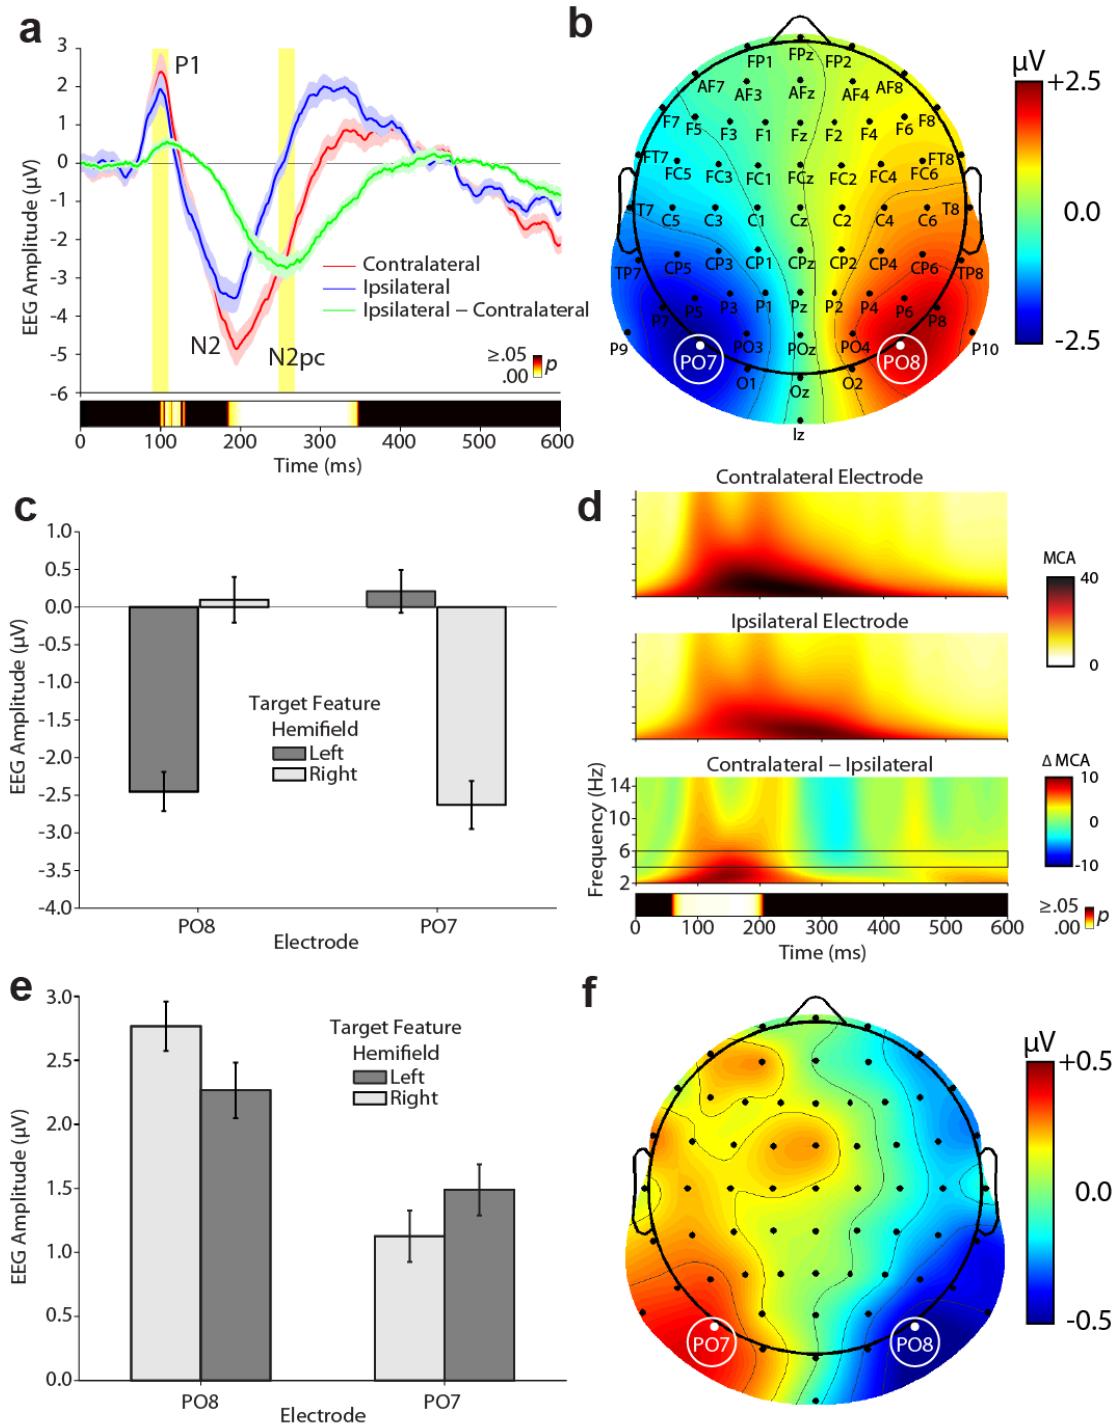 a
3
2
1
0
-1
-2
-3
-4
-5
-6
EEG Amplitude (µV)
P1
N2
N2pc
Contralateral
Ipsilateral
Ipsilateral – Contralateral
≥.05
.00
p
0 100 200 300 400 500 600
Time (ms)
b
FPz
FP1 FP2
AF7 AF3 AFz AF4 AF8
F7 F5 F3 F1 Fz F2 F4 F6 F8
FT7 FC5 FC3 FC1 FCz FC2 FC4 FC6 FT8
T7 C5 C3 C1 Cz C2 C4 C6 T8
TP7 CP5 CP3 CP1 CPz CP2 CP4 CP6 TP8
P9 P7 P5 P3 P1 Pz P2 P4 P6 P8 P10
PO7 PO3 POz PO4 PO8
O1 Oz O2
Iz
µV
+2.5
0.0
-2.5
c
1.0
0.5
0.0
-0.5
-1.0
-1.5
-2.0
-2.5
-3.0
-3.5
-4.0
EEG Amplitude (µV)
Target Feature
Hemifield
Left
Right
PO8 PO7
Electrode
d
Contralateral Electrode
Ipsilateral Electrode
Contralateral – Ipsilateral
MCA
40
0
Δ MCA
10
0
-10
Frequency (Hz)
14
10
6
2
≥.05
.00
p
0 100 200 300 400 500 600
Time (ms)
e
3.0
2.5
2.0
1.5
1.0
0.5
0.0
EEG Amplitude (µV)
Target Feature
Hemifield
Left
Right
PO8 PO7
Electrode
f
PO7 PO8
µV
+0.5
0.0
-0.5